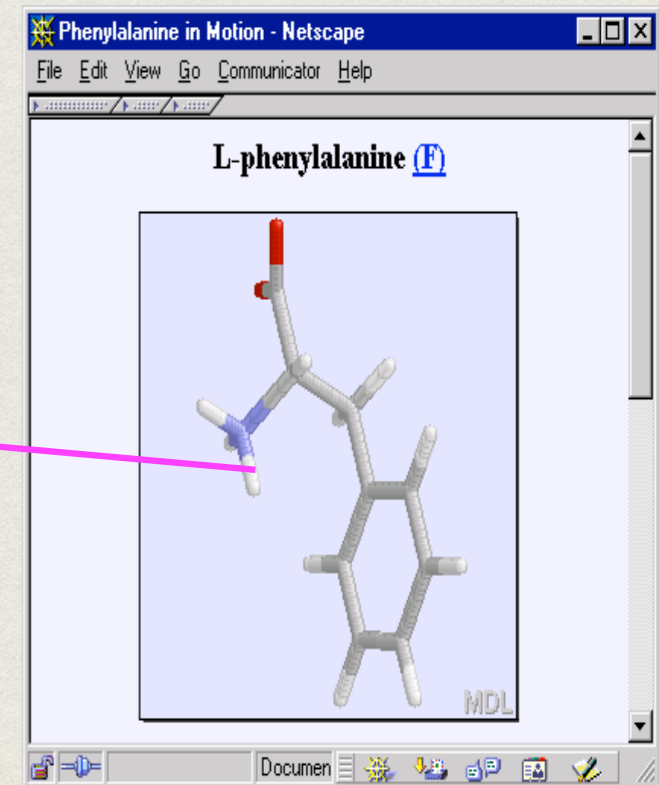 Phenylalanine in Motion - Netscape
File Edit View Go Communicator Help
L-phenylalanine (F)
MDL
Documen